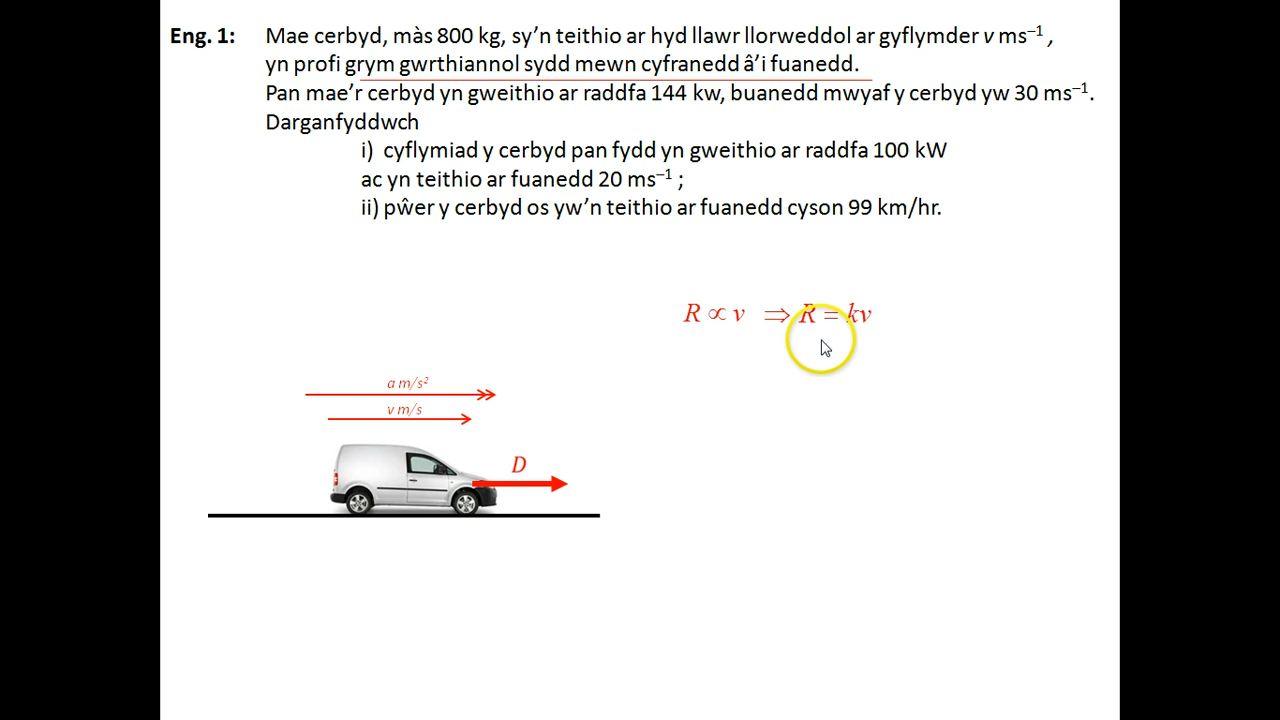 Eng. 1: Mae cerbyd, màs 800 kg, sy’n teithio ar hyd llawr llorweddol ar gyflymder v ms⁻¹ ,
yn profi grym gwrthiannol sydd mewn cyfranedd â’i fuanedd.
Pan mae’r cerbyd yn gweithio ar raddfa 144 kw, buanedd mwyaf y cerbyd yw 30 ms⁻¹.
Darganfyddwch
i) cyflymiad y cerbyd pan fydd yn gweithio ar raddfa 100 kW
ac yn teithio ar fuanedd 20 ms⁻¹ ;
ii) pŵer y cerbyd os yw’n teithio ar fuanedd cyson 99 km/hr.
R ∝ v ⇒ R = kv
a m/s²
v m/s
D